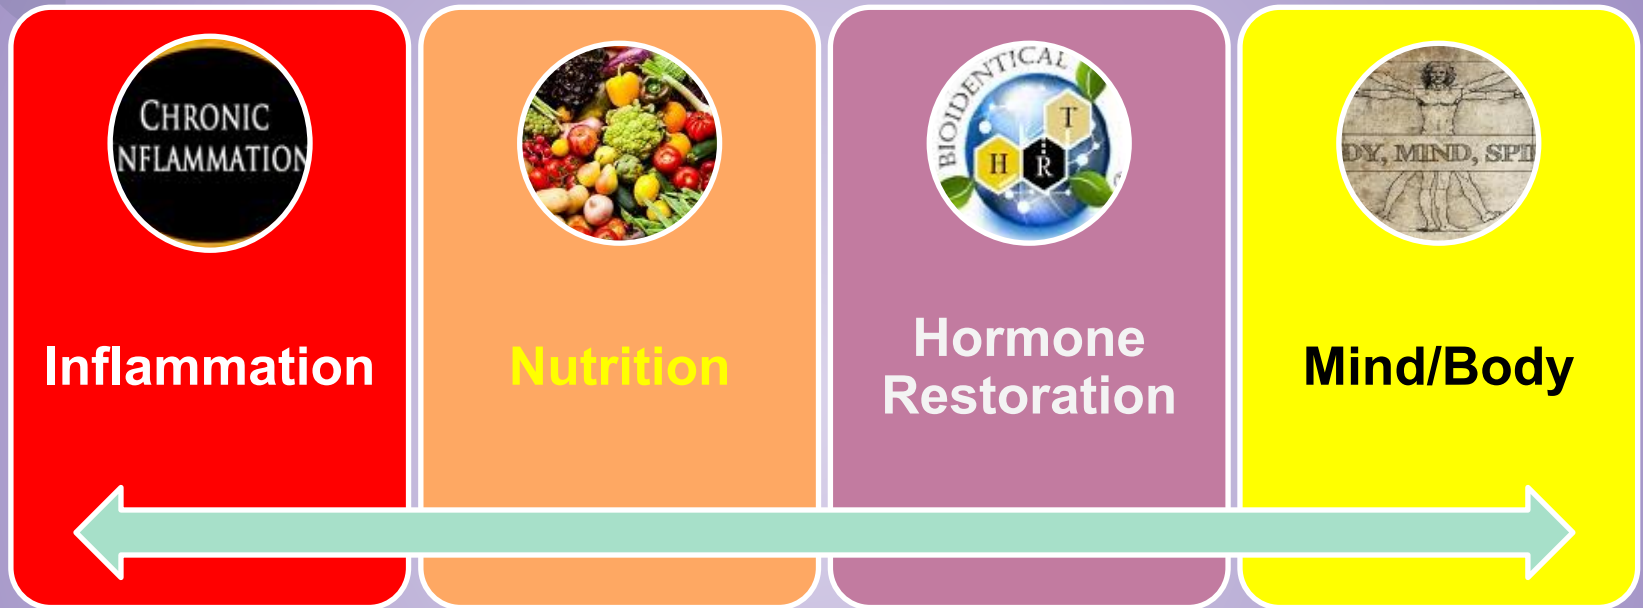 CHRONIC
NFLAMMATION
Inflammation
Nutrition
BIOIDENTICAL
H R T
Hormone
Restoration
DY, MIND, SPI
Mind/Body